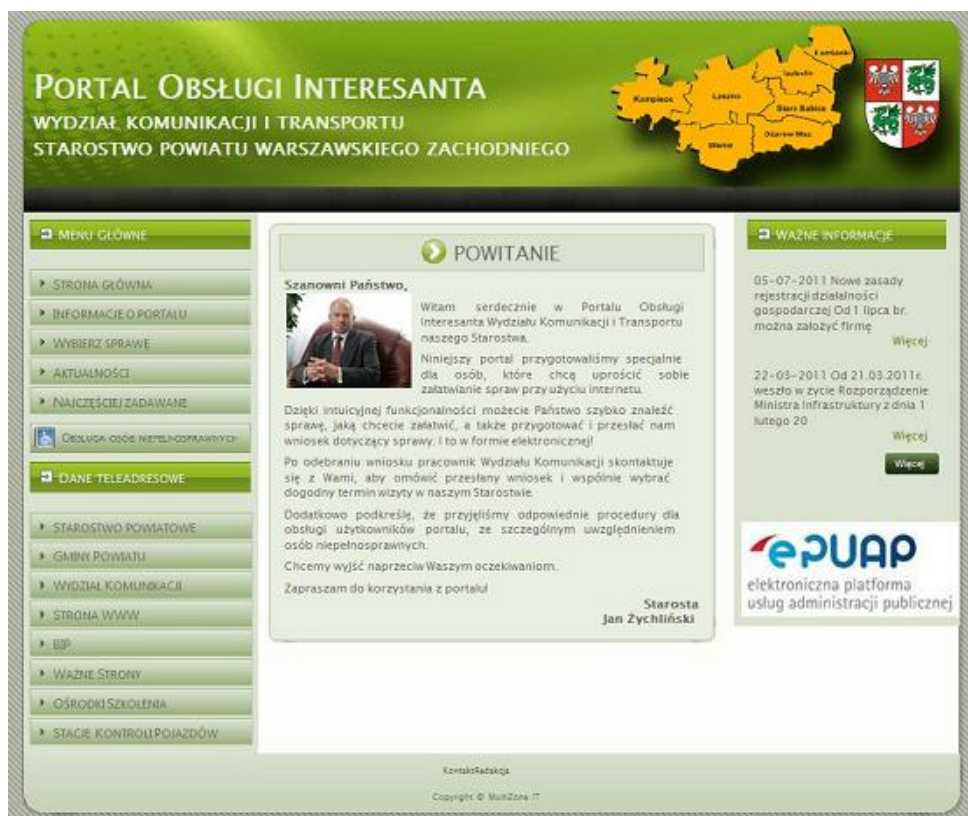 PORTAL OBSŁUGI INTERESANTA
WYDZIAŁ KOMUNIKACJI I TRANSPORTU
STAROSTWO POWIATU WARSZAWSKIEGO ZACHODNIEGO
Łomianki
Izabelin
Kampinos
Leszno
Stare Babice
Ożarów Maz.
Błonie
MENU GŁÓWNE
STRONA GŁÓWNA
INFORMACJE O PORTALU
WYBIERZ SPRAWĘ
AKTUALNOŚCI
NAJCZĘŚCIEJ ZADAWANE
OBSŁUGA OSÓB NIEPEŁNOSPRAWNYCH
DANE TELEADRESOWE
STAROSTWO POWIATOWE
GMINY POWIATU
WYDZIAŁ KOMUNIKACJI
STRONA WWW
BIP
WAŻNE STRONY
OŚRODKI SZKOLENIA
STACJE KONTROLI POJAZDÓW
POWITANIE
Szanowni Państwo,
Witam serdecznie w Portalu Obsługi
Interesanta Wydziału Komunikacji i Transportu
naszego Starostwa.
Niniejszy portal przygotowaliśmy specjalnie
dla osób, które chcą uprościć sobie
załatwianie spraw przy użyciu internetu.
Dzięki intuicyjnej funkcjonalności możecie Państwo szybko znaleźć
sprawę, jaką chcecie załatwić, a także przygotować i przesłać nam
wniosek dotyczący sprawy. I to w formie elektronicznej!
Po odebraniu wniosku pracownik Wydziału Komunikacji skontaktuje
się z Wami, aby omówić przesłany wniosek i wspólnie wybrać
dogodny termin wizyty w naszym Starostwie.
Dodatkowo podkreślę, że przyjęliśmy odpowiednie procedury dla
obsługi użytkowników portalu, ze szczególnym uwzględnieniem
osób niepełnosprawnych.
Chcemy wyjść naprzeciw Waszym oczekiwaniom.
Zapraszam do korzystania z portalu!
Starosta
Jan Żychliński
WAŻNE INFORMACJE
05-07-2011 Nowe zasady
rejestracji działalności
gospodarczej Od 1 lipca br.
można założyć firmę
Więcej
22-03-2011 Od 21.03.2011r.
weszło w życie Rozporządzenie
Ministra Infrastruktury z dnia 1
lutego 20
Więcej
Więcej
ePUAP
elektroniczna platforma
usług administracji publicznej
KontaktRedakcja
Copyright © MultiZone IT